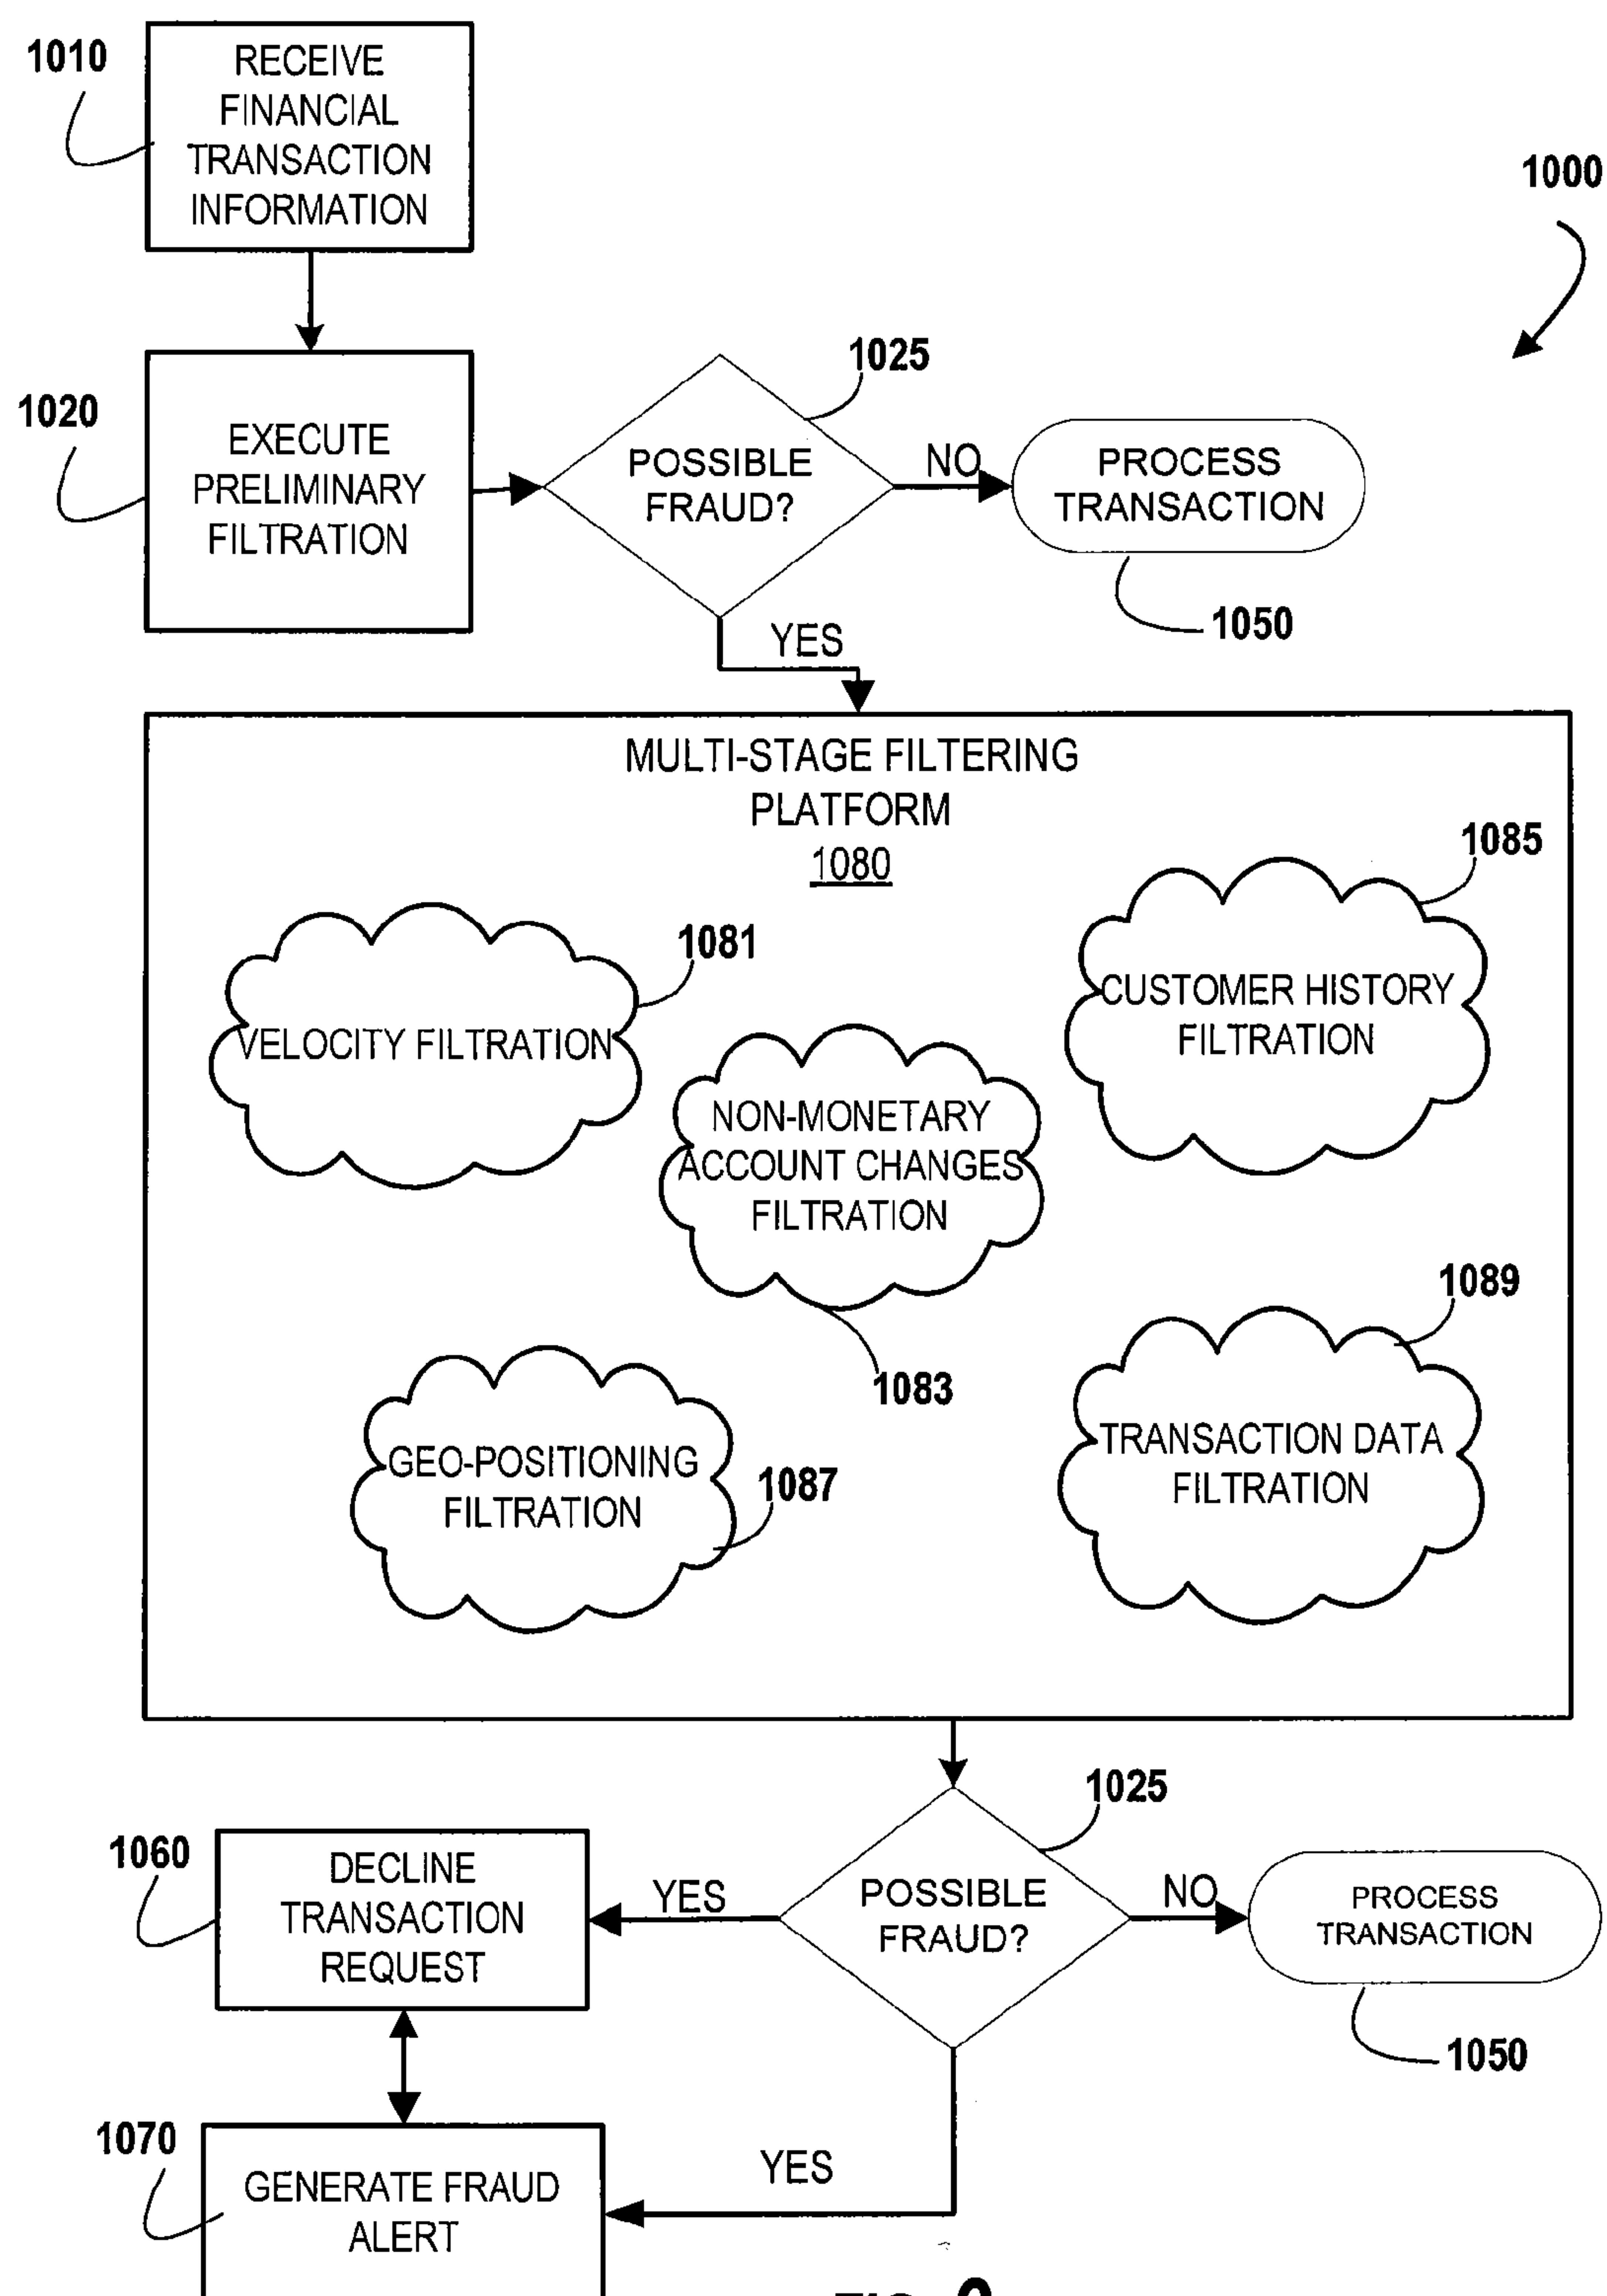 1010
RECEIVE
FINANCIAL
TRANSACTION
INFORMATION
1000
1020
EXECUTE
PRELIMINARY
FILTRATION
1025
POSSIBLE
FRAUD?
NO
PROCESS
TRANSACTION
1050
YES
MULTI-STAGE FILTERING
PLATFORM
1080
1081
VELOCITY FILTRATION
1085
CUSTOMER HISTORY
FILTRATION
NON-MONETARY
ACCOUNT CHANGES
FILTRATION
1083
GEO-POSITIONING
FILTRATION
1087
1089
TRANSACTION DATA
FILTRATION
1025
POSSIBLE
FRAUD?
YES
NO
1060
DECLINE
TRANSACTION
REQUEST
PROCESS
TRANSACTION
1050
1070
GENERATE FRAUD
ALERT
YES